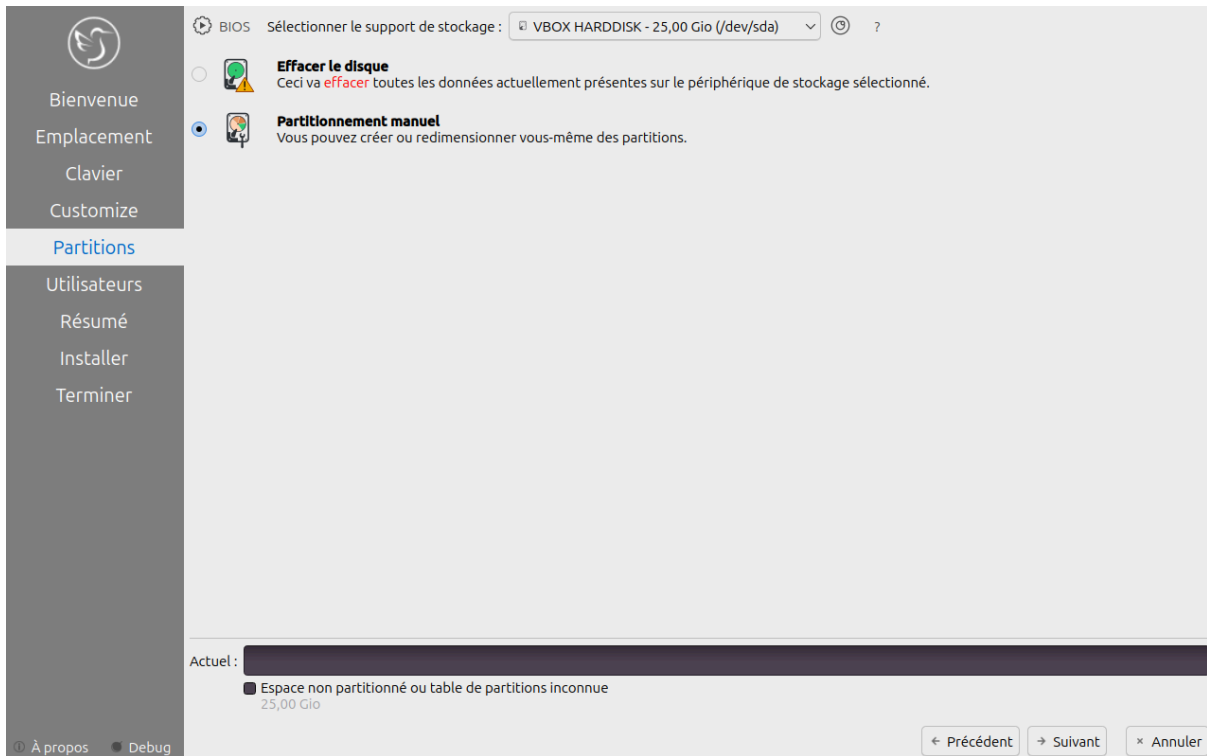 BIOS Sélectionner le support de stockage : VBOX HARDDISK - 25,00 Gio (/dev/sda) ?
Effacer le disque
Ceci va effacer toutes les données actuellement présentes sur le périphérique de stockage sélectionné.
Partitionnement manuel
Vous pouvez créer ou redimensionner vous-même des partitions.
Bienvenue
Emplacement
Clavier
Customize
Partitions
Utilisateurs
Résumé
Installer
Terminer
Actuel :
Espace non partitionné ou table de partitions inconnue
25,00 Gio
Précédent Suivant Annuler
À propos Debug